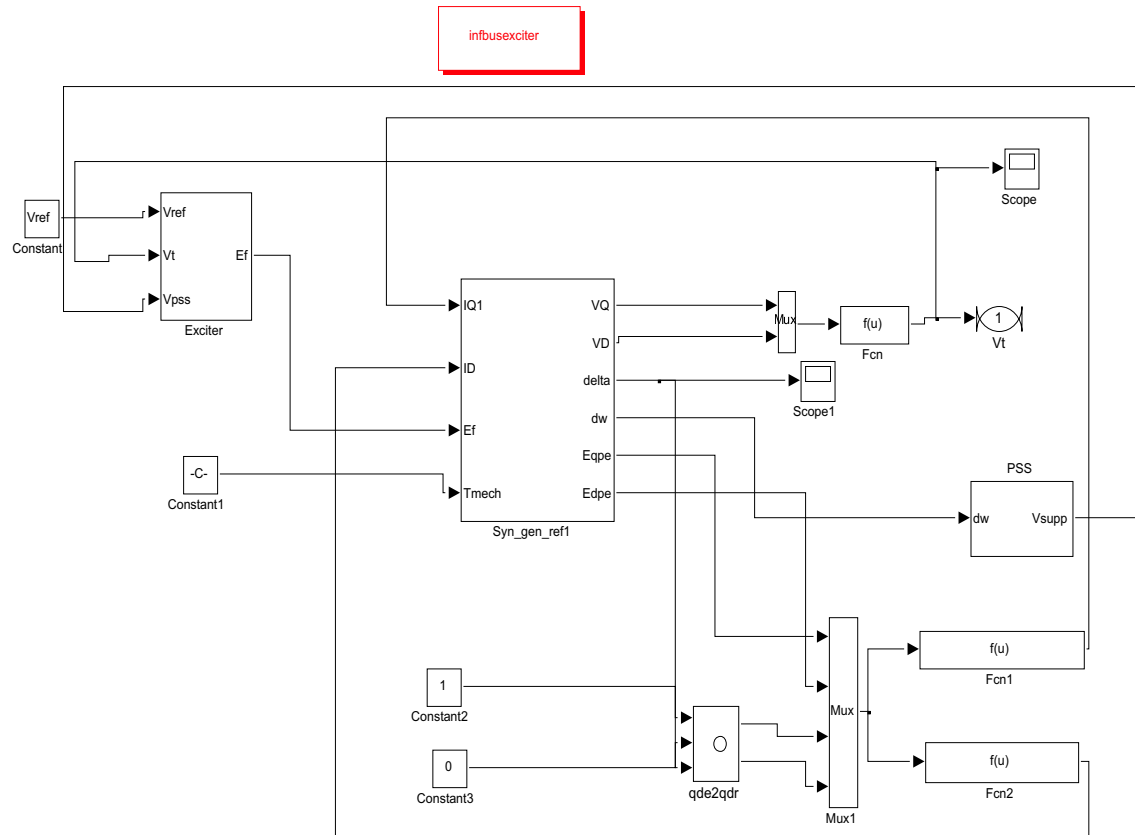 infbusexciter
Scope
Vref
Constant
Vref
Vt
Vpss
Ef
Exciter
IQ1
ID
Ef
Tmech
VQ
VD
delta
dw
Eqpe
Edpe
Syn_gen_ref1
Mux
f(u)
Fcn
1
Vt
Scope1
-C-
Constant1
PSS
dw
Vsupp
1
Constant2
0
Constant3
qde2qdr
Mux
Mux1
f(u)
Fcn1
f(u)
Fcn2